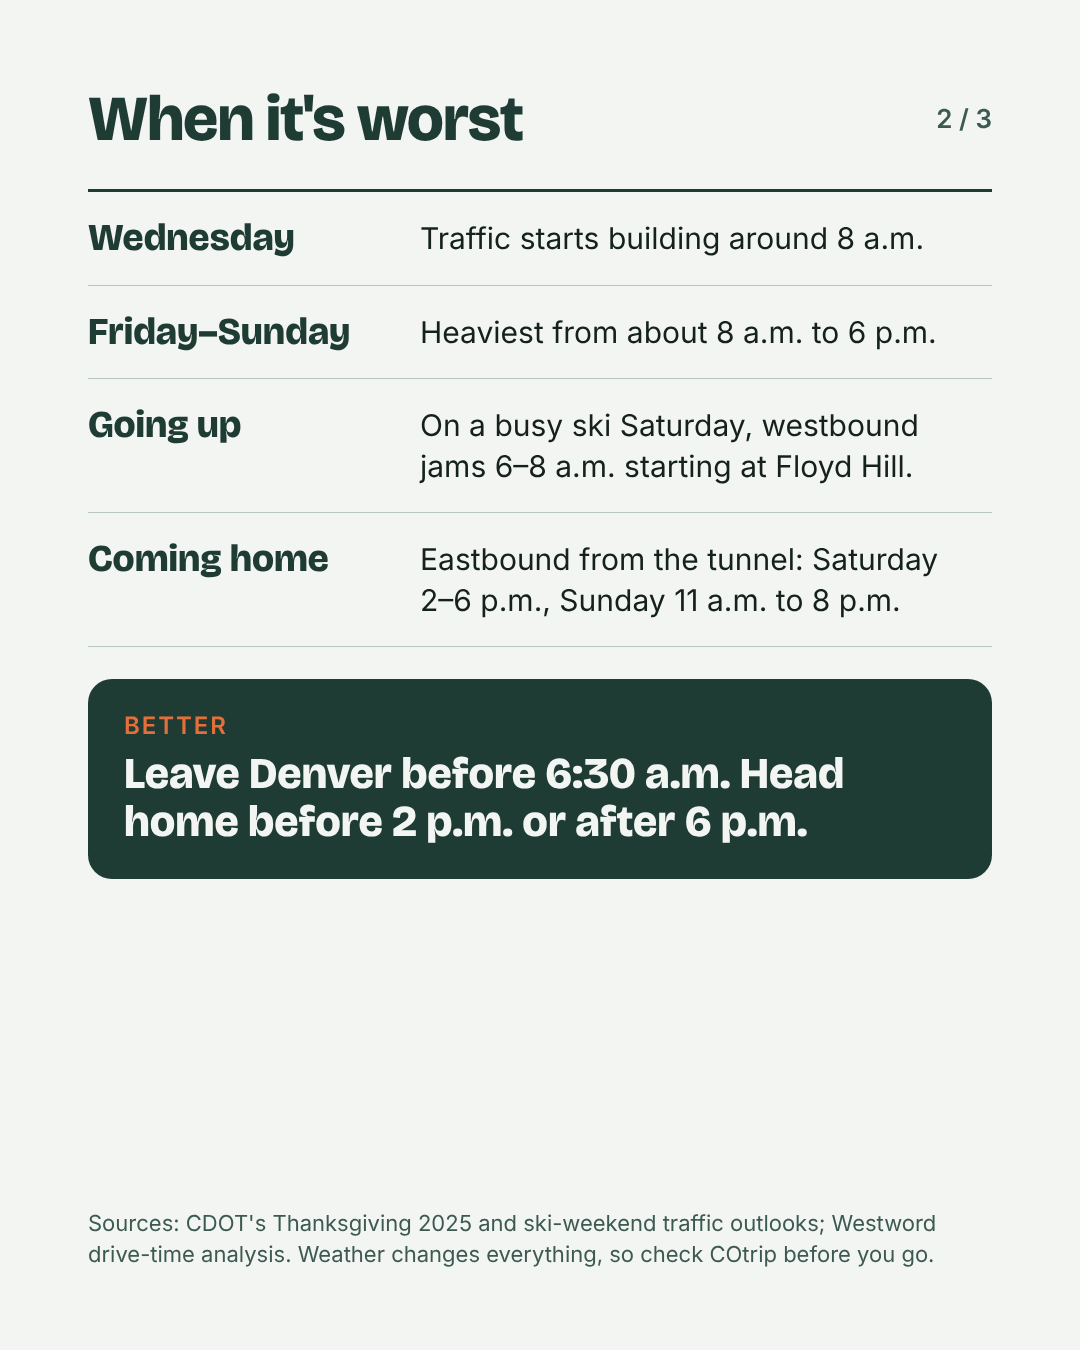 When it's worst
2 / 3
Wednesday
Traffic starts building around 8 a.m.
Friday–Sunday
Heaviest from about 8 a.m. to 6 p.m.
Going up
On a busy ski Saturday, westbound
jams 6–8 a.m. starting at Floyd Hill.
Coming home
Eastbound from the tunnel: Saturday
2–6 p.m., Sunday 11 a.m. to 8 p.m.
BETTER
Leave Denver before 6:30 a.m. Head
home before 2 p.m. or after 6 p.m.
Sources: CDOT's Thanksgiving 2025 and ski-weekend traffic outlooks; Westword
drive-time analysis. Weather changes everything, so check COtrip before you go.